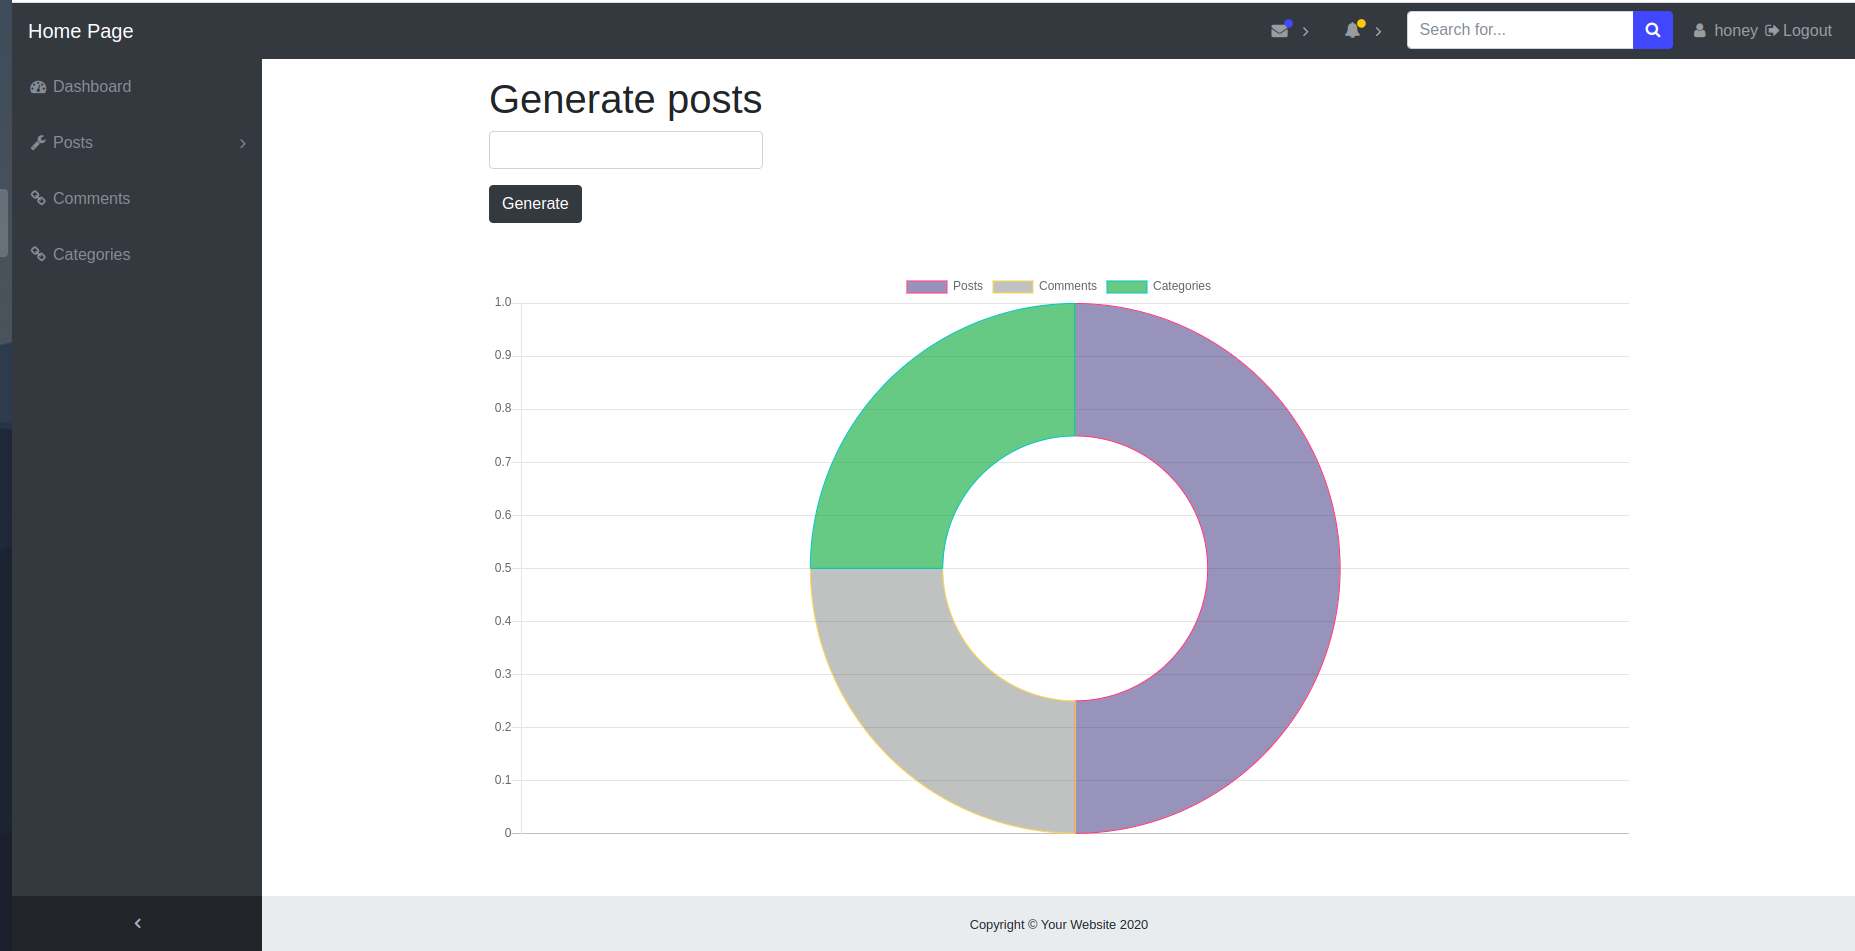 Home Page
Search for...
honey Logout
Dashboard
Posts
Comments
Categories
Generate posts
Generate
Posts Comments Categories
1.0
0.9
0.8
0.7
0.6
0.5
0.4
0.3
0.2
0.1
0
Copyright © Your Website 2020